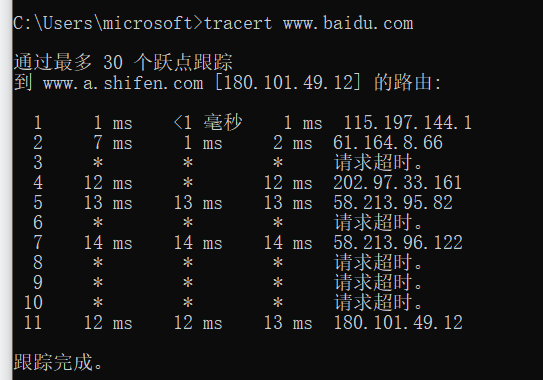 C:\Users\microsoft>tracert www.baidu.com
通过最多 30 个跃点跟踪
到 www.a.shifen.com [180.101.49.12] 的路由:
1 1 ms <1 毫秒 1 ms 115.197.144.1
2 7 ms 1 ms 2 ms 61.164.8.66
3 * * * 请求超时。
4 12 ms * 12 ms 202.97.33.161
5 13 ms 13 ms 13 ms 58.213.95.82
6 * * * 请求超时。
7 14 ms 14 ms 14 ms 58.213.96.122
8 * * * 请求超时。
9 * * * 请求超时。
10 * * * 请求超时。
11 12 ms 12 ms 13 ms 180.101.49.12
跟踪完成。